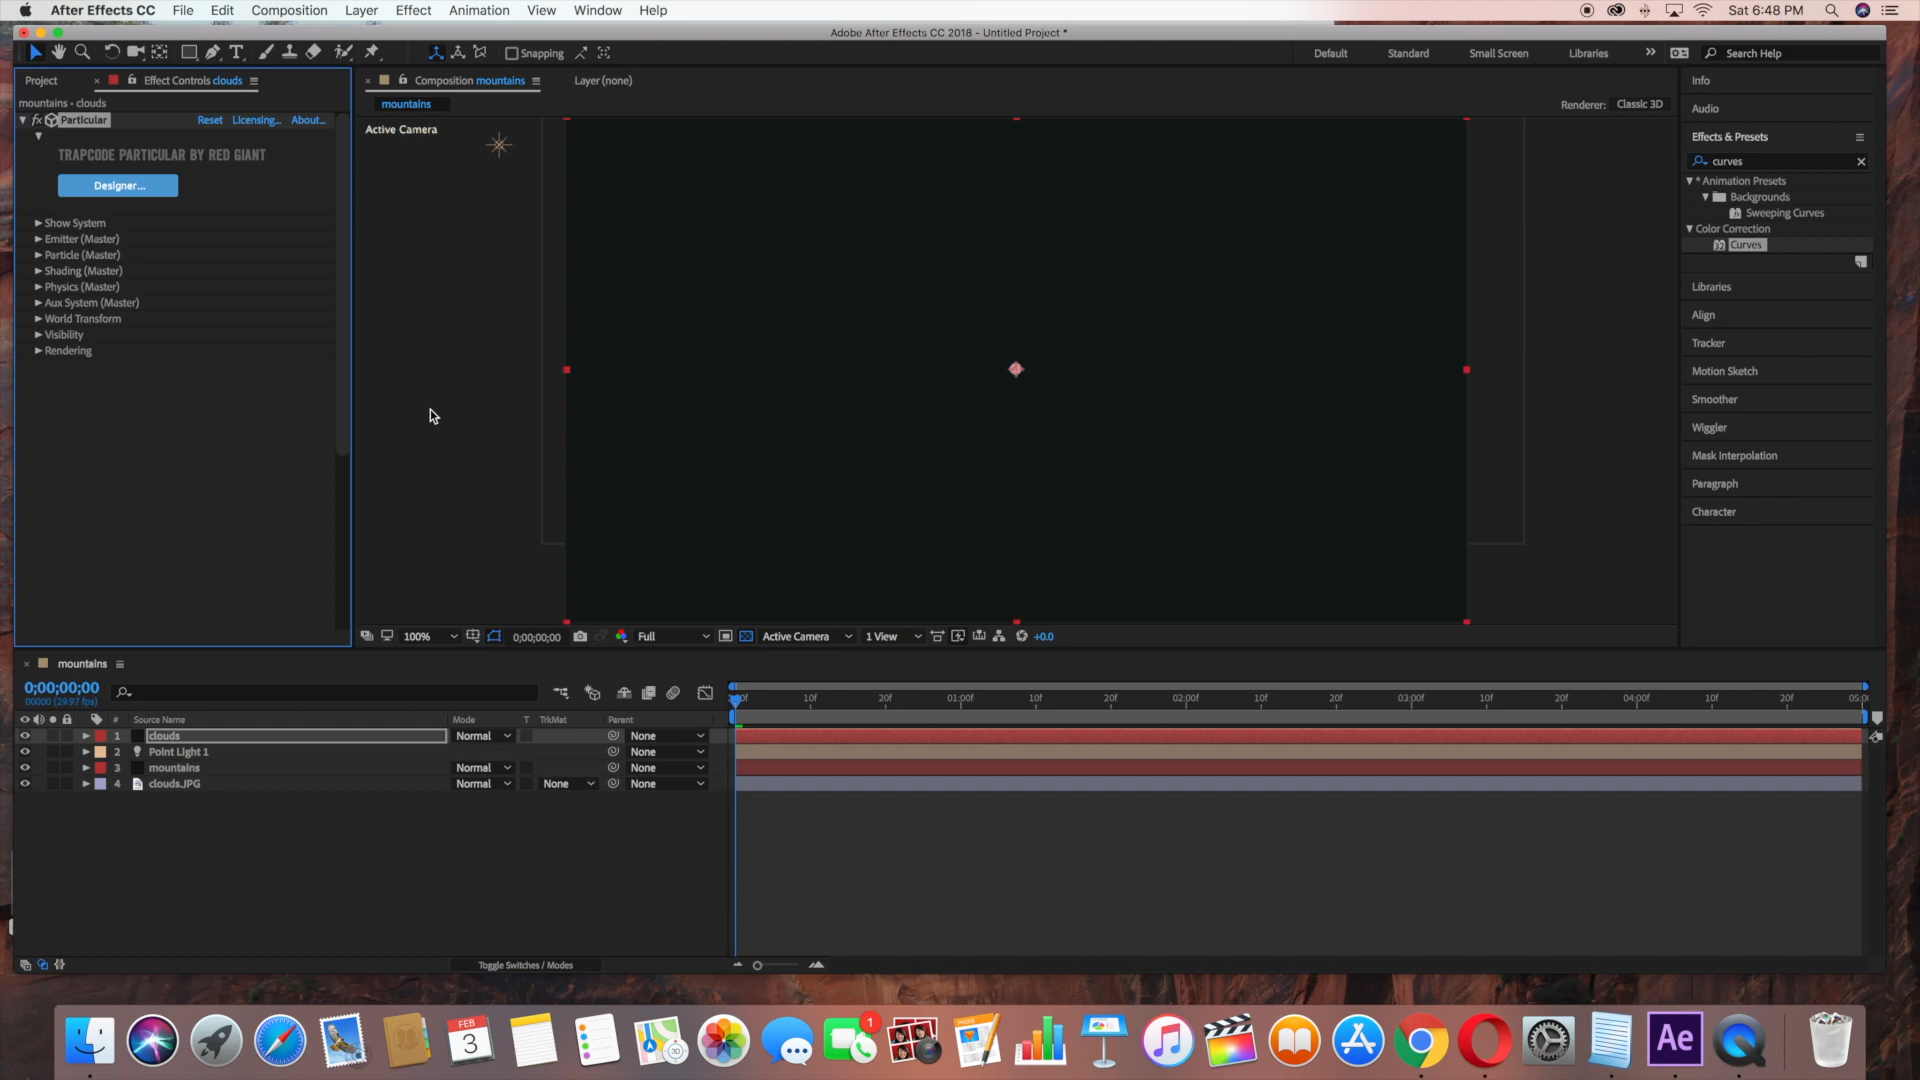 After Effects CC File Edit Composition Layer Effect Animation View Window Help Sat 6:48 PM
Adobe After Effects CC 2018 - Untitled Project *
Snapping Default Standard Small Screen Libraries Search Help
Project Effect Controls clouds Composition mountains Layer (none)
mountains • clouds
fx Particular Reset Licensing... About...
TRAPCODE PARTICULAR BY RED GIANT
Designer...
Show System
Emitter (Master)
Particle (Master)
Shading (Master)
Physics (Master)
Aux System (Master)
World Transform
Visibility
Rendering
mountains
Renderer: Classic 3D
Active Camera
100% 0;00;00;00 Full Active Camera 1 View +0.0
Info
Audio
Effects & Presets
curves
* Animation Presets
Backgrounds
Sweeping Curves
Color Correction
Curves
Libraries
Align
Tracker
Motion Sketch
Smoother
Wiggler
Mask Interpolation
Paragraph
Character
mountains
0;00;00;00
00000 (29.97 fps)
10f 20f 01:00f 10f 20f 02:00f 10f 20f 03:00f 10f 20f 04:00f 10f 20f
# Source Name Mode T TrkMat Parent
1 clouds Normal None
2 Point Light 1 None
3 mountains Normal None
4 clouds.JPG Normal None None
Toggle Switches / Modes
FEB
3
3D
1
PAGES
Ae